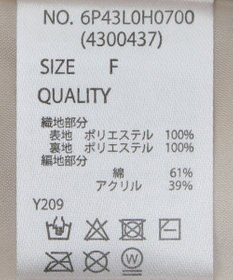 NO. 6P43L0H0700
(4300437)
SIZE F
QUALITY
織地部分
表地 ポリエステル 100%
裏地 ポリエステル 100%
編地部分
綿 61%
アクリル 39%
Y209
W